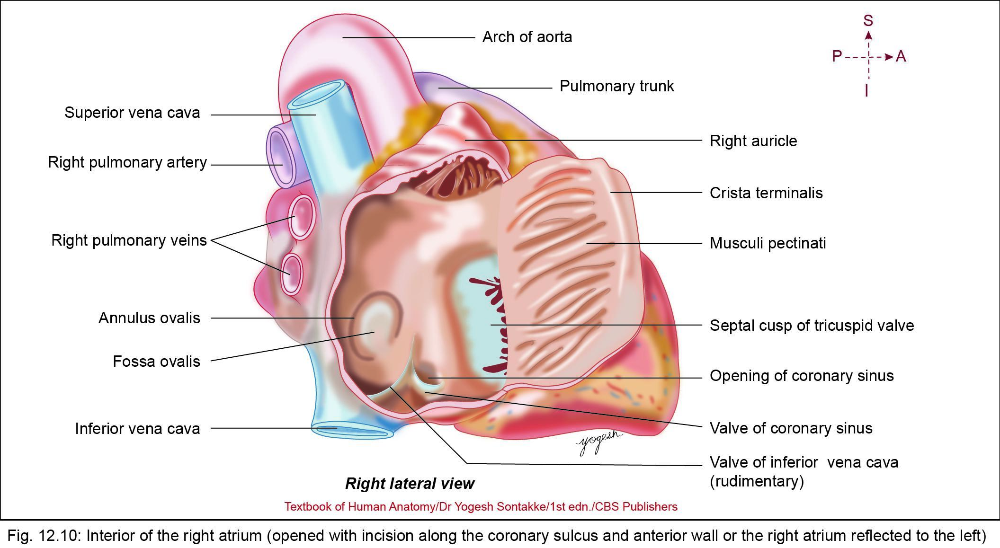 S
Arch of aorta
P
A
Pulmonary trunk
I
Superior vena cava
Right auricle
Right pulmonary artery
Crista terminalis
Right pulmonary veins
Musculi pectinati
Annulus ovalis
Septal cusp of tricuspid valve
Fossa ovalis
Opening of coronary sinus
Inferior vena cava
Valve of coronary sinus
yogesh
Valve of inferior vena cava
(rudimentary)
Right lateral view
Textbook of Human Anatomy/Dr Yogesh Sontakke/1st edn./CBS Publishers
Fig. 12.10: Interior of the right atrium (opened with incision along the coronary sulcus and anterior wall or the right atrium reflected to the left)